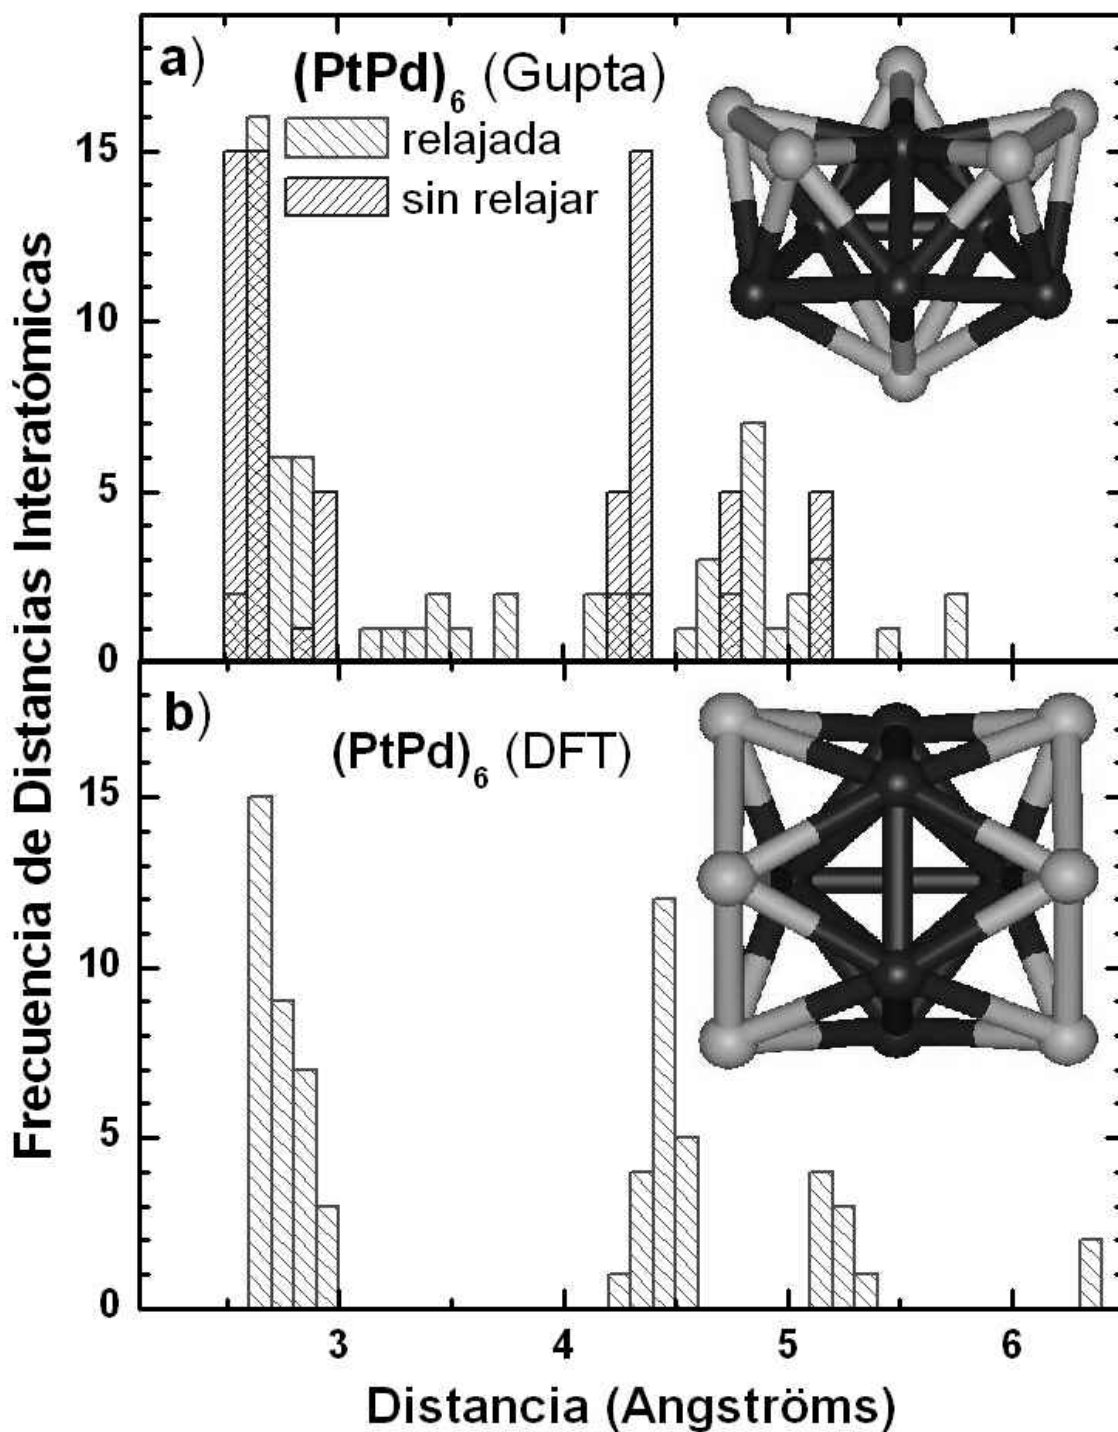 a)
(PtPd)6 (Gupta)
relajada
sin relajar
15
10
5
0
b)
(PtPd)6 (DFT)
15
10
5
0
3 4 5 6
Distancia (Angströms)
Frecuencia de Distancias Interatómicas